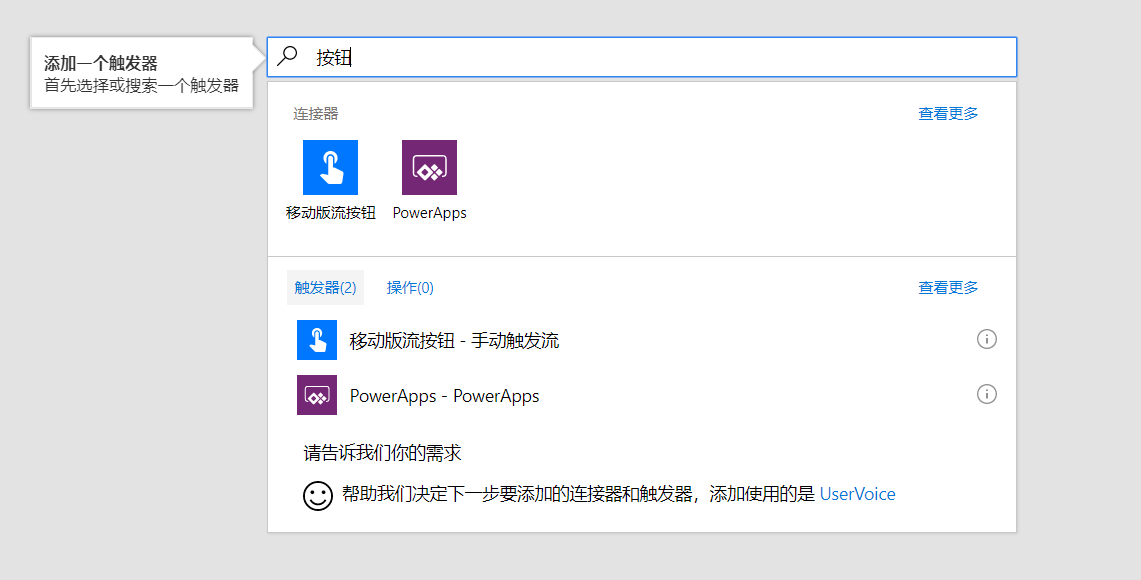 添加一个触发器
首先选择或搜索一个触发器
按钮
连接器
查看更多
移动版流按钮
PowerApps
触发器(2)
操作(0)
查看更多
移动版流按钮 - 手动触发流
PowerApps - PowerApps
请告诉我们你的需求
帮助我们决定下一步要添加的连接器和触发器，添加使用的是 UserVoice